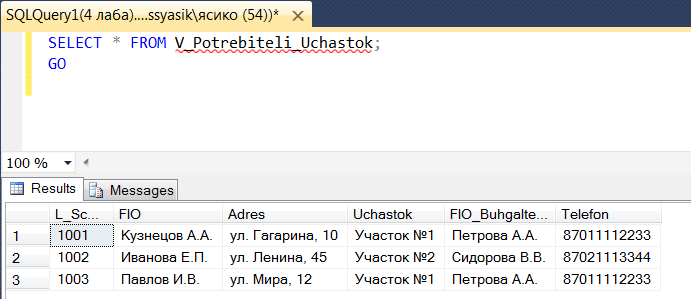 SQLQuery1(4 лаба)....ssyasik\ясико (54))* ×
SELECT * FROM V_Potrebiteli_Uchastok;
GO
100 %
Results Messages
L_Sc... FIO Adres Uchastok FIO_Buhgalte... Telefon
1 1001 Кузнецов А.А. ул. Гагарина, 10 Участок №1 Петрова А.А. 87011112233
2 1002 Иванова Е.П. ул. Ленина, 45 Участок №2 Сидорова В.В. 87021113344
3 1003 Павлов И.В. ул. Мира, 12 Участок №1 Петрова А.А. 87011112233